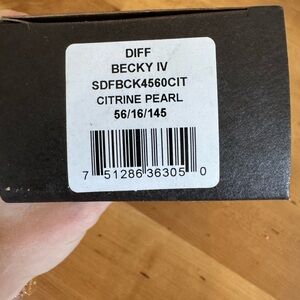 DIFF
BECKY IV
SDFBCK4560CIT
CITRINE PEARL
56/16/145
7 51286 36305 0